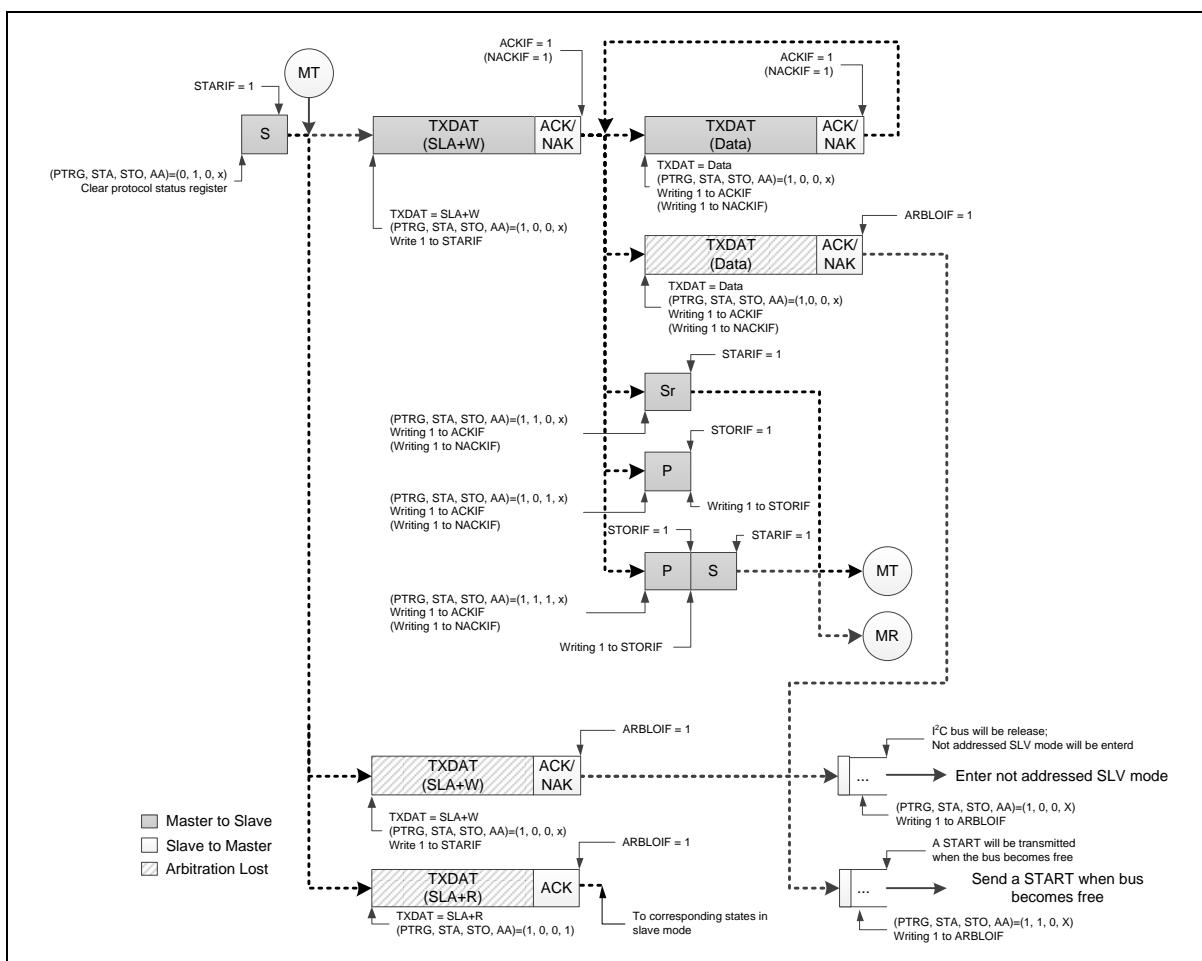 ACKIF = 1
(NACKIF = 1)
ACKIF = 1
(NACKIF = 1)
MT
STARIF = 1
S
TXDAT
(SLA+W)
ACK/
NAK
TXDAT
(Data)
ACK/
NAK
(PTRG, STA, STO, AA)=(0, 1, 0, x)
Clear protocol status register
TXDAT = SLA+W
(PTRG, STA, STO, AA)=(1, 0, 0, x)
Write 1 to STARIF
TXDAT = Data
(PTRG, STA, STO, AA)=(1, 0, 0, x)
Writing 1 to ACKIF
(Writing 1 to NACKIF)
ARBLOIF = 1
TXDAT
(Data)
ACK/
NAK
TXDAT = Data
(PTRG, STA, STO, AA)=(1,0, 0, x)
Writing 1 to ACKIF
(Writing 1 to NACKIF)
STARIF = 1
Sr
(PTRG, STA, STO, AA)=(1, 1, 0, x)
Writing 1 to ACKIF
(Writing 1 to NACKIF)
STORIF = 1
P
(PTRG, STA, STO, AA)=(1, 0, 1, x)
Writing 1 to ACKIF
(Writing 1 to NACKIF)
Writing 1 to STORIF
STORIF = 1
STARIF = 1
P
S
MT
(PTRG, STA, STO, AA)=(1, 1, 1, x)
Writing 1 to ACKIF
(Writing 1 to NACKIF)
Writing 1 to STORIF
MR
ARBLOIF = 1
TXDAT
(SLA+W)
ACK/
NAK
TXDAT = SLA+W
(PTRG, STA, STO, AA)=(1, 0, 0, x)
Write 1 to STARIF
I²C bus will be release;
Not addressed SLV mode will be enterd
...
Enter not addressed SLV mode
(PTRG, STA, STO, AA)=(1, 0, 0, X)
Writing 1 to ARBLOIF
Master to Slave
Slave to Master
Arbitration Lost
ARBLOIF = 1
TXDAT
(SLA+R)
ACK
TXDAT = SLA+R
(PTRG, STA, STO, AA)=(1, 0, 0, 1)
To corresponding states in
slave mode
A START will be transmitted
when the bus becomes free
...
Send a START when bus
becomes free
(PTRG, STA, STO, AA)=(1, 1, 0, X)
Writing 1 to ARBLOIF